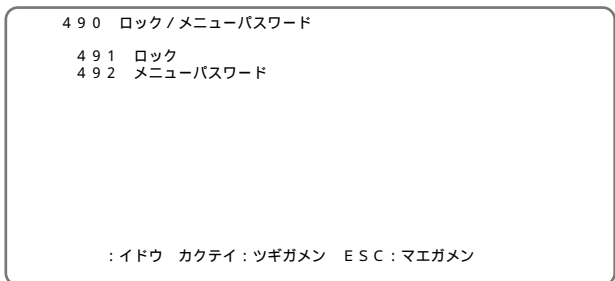 ４９０　ロック／メニューパスワード
４９１　ロック
４９２　メニューパスワード
：イドウ　カクテイ：ツギガメン　ＥＳＣ：マエガメン